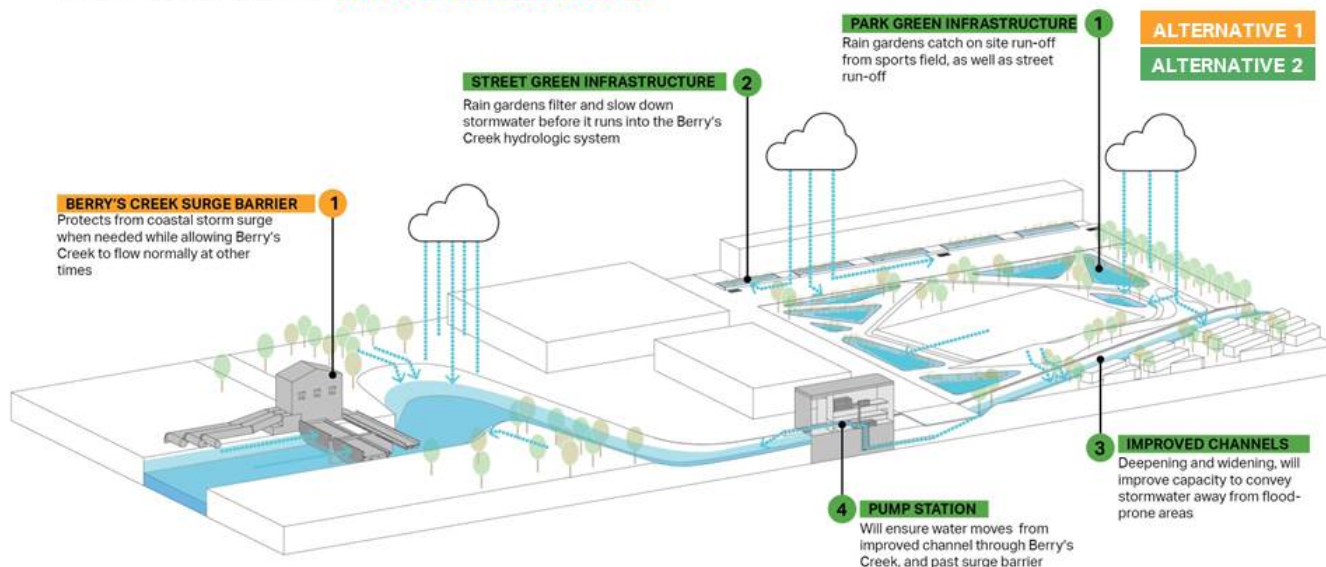 PARK GREEN INFRASTRUCTURE 1
Rain gardens catch on site run-off
from sports field, as well as street
run-off
ALTERNATIVE 1
ALTERNATIVE 2
STREET GREEN INFRASTRUCTURE 2
Rain gardens filter and slow down
stormwater before it runs into the Berry's
Creek hydrologic system
BERRY'S CREEK SURGE BARRIER 1
Protects from coastal storm surge
when needed while allowing Berry's
Creek to flow normally at other
times
3 IMPROVED CHANNELS
Deepening and widening, will
improve capacity to convey
stormwater away from flood-
prone areas
4 PUMP STATION
Will ensure water moves from
improved channel through Berry's
Creek, and past surge barrier